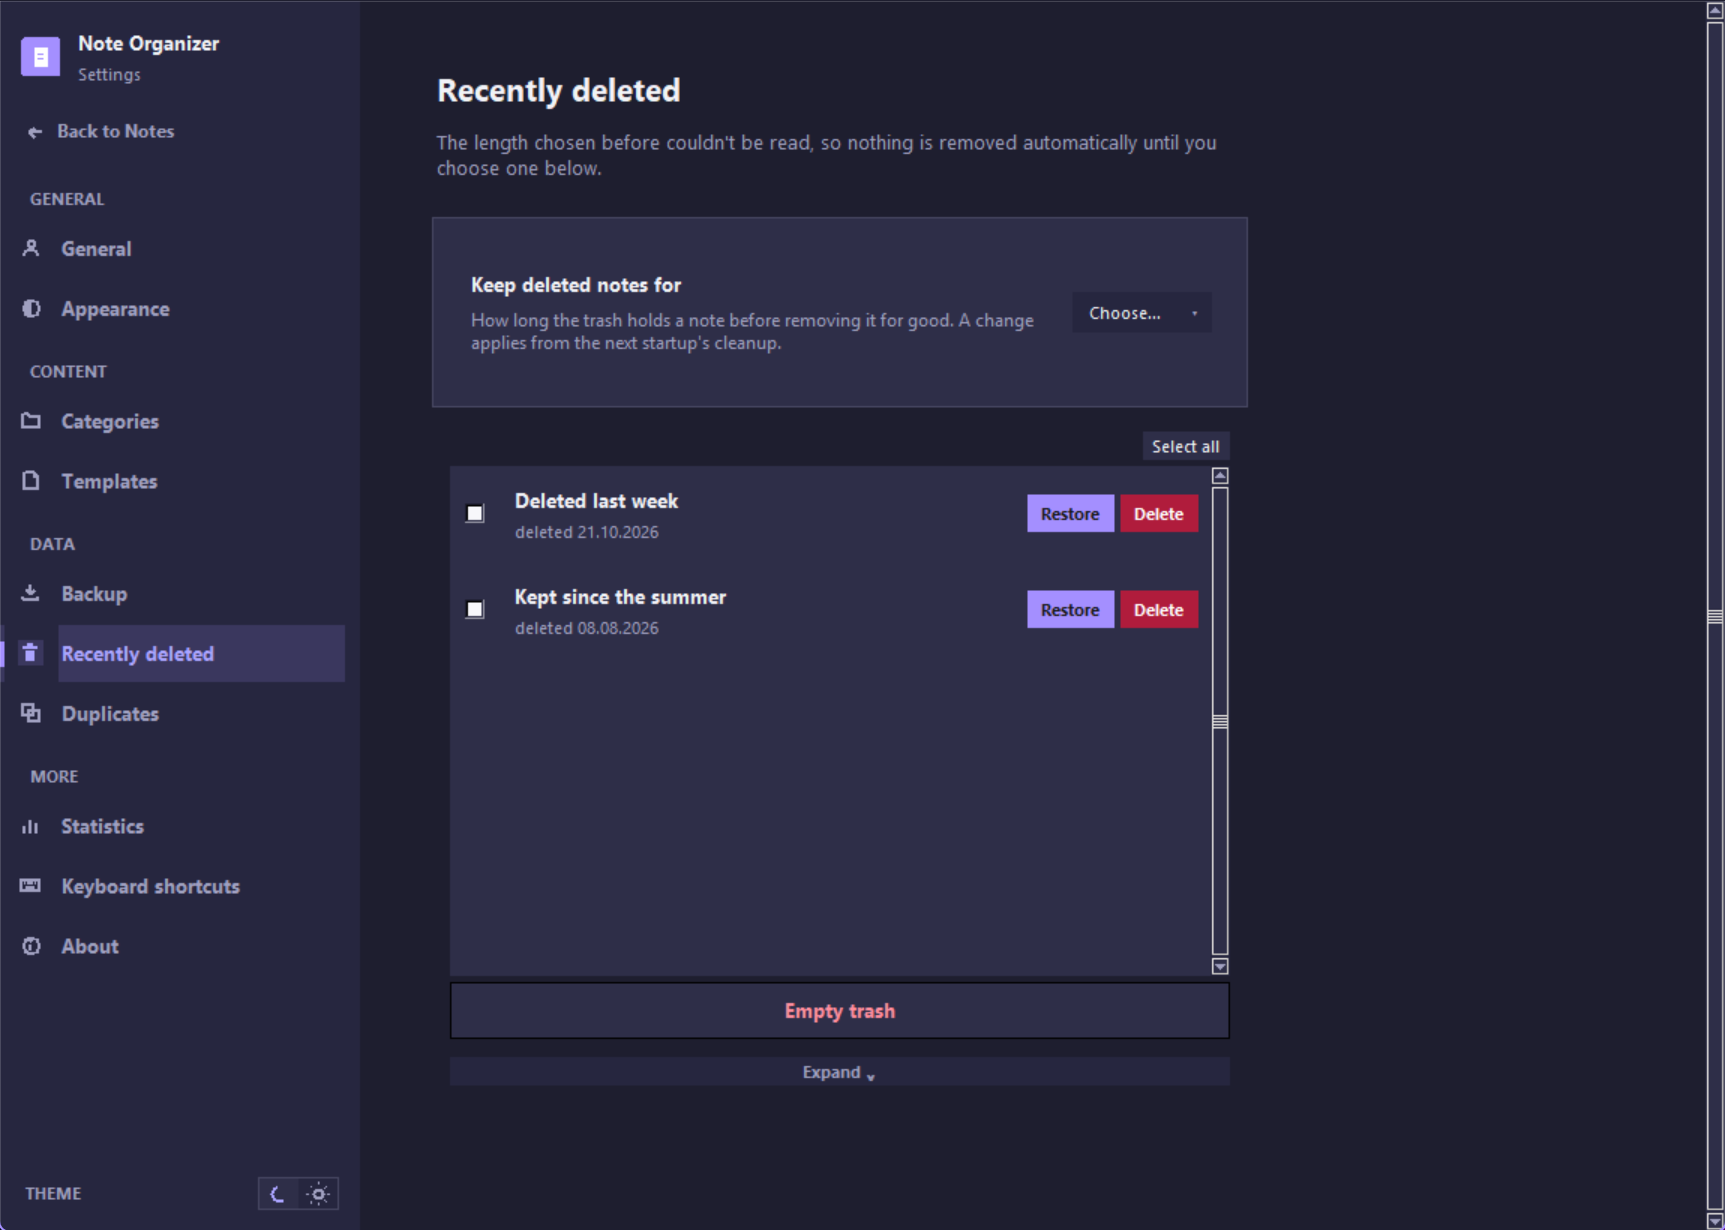 Note Organizer
Settings
Back to Notes
GENERAL
General
Appearance
CONTENT
Categories
Templates
DATA
Backup
Recently deleted
Duplicates
MORE
Statistics
Keyboard shortcuts
About
THEME
Recently deleted
The length chosen before couldn't be read, so nothing is removed automatically until you
choose one below.
Keep deleted notes for
How long the trash holds a note before removing it for good. A change
applies from the next startup's cleanup.
Choose...
Select all
Deleted last week
deleted 21.10.2026
Restore Delete
Kept since the summer
deleted 08.08.2026
Restore Delete
Empty trash
Expand